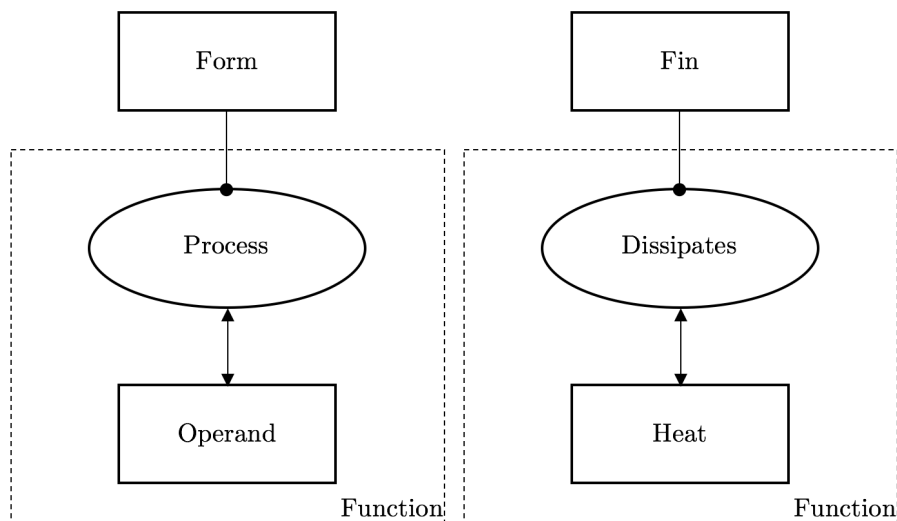 Form
Process
Operand
Function
Fin
Dissipates
Heat
Function